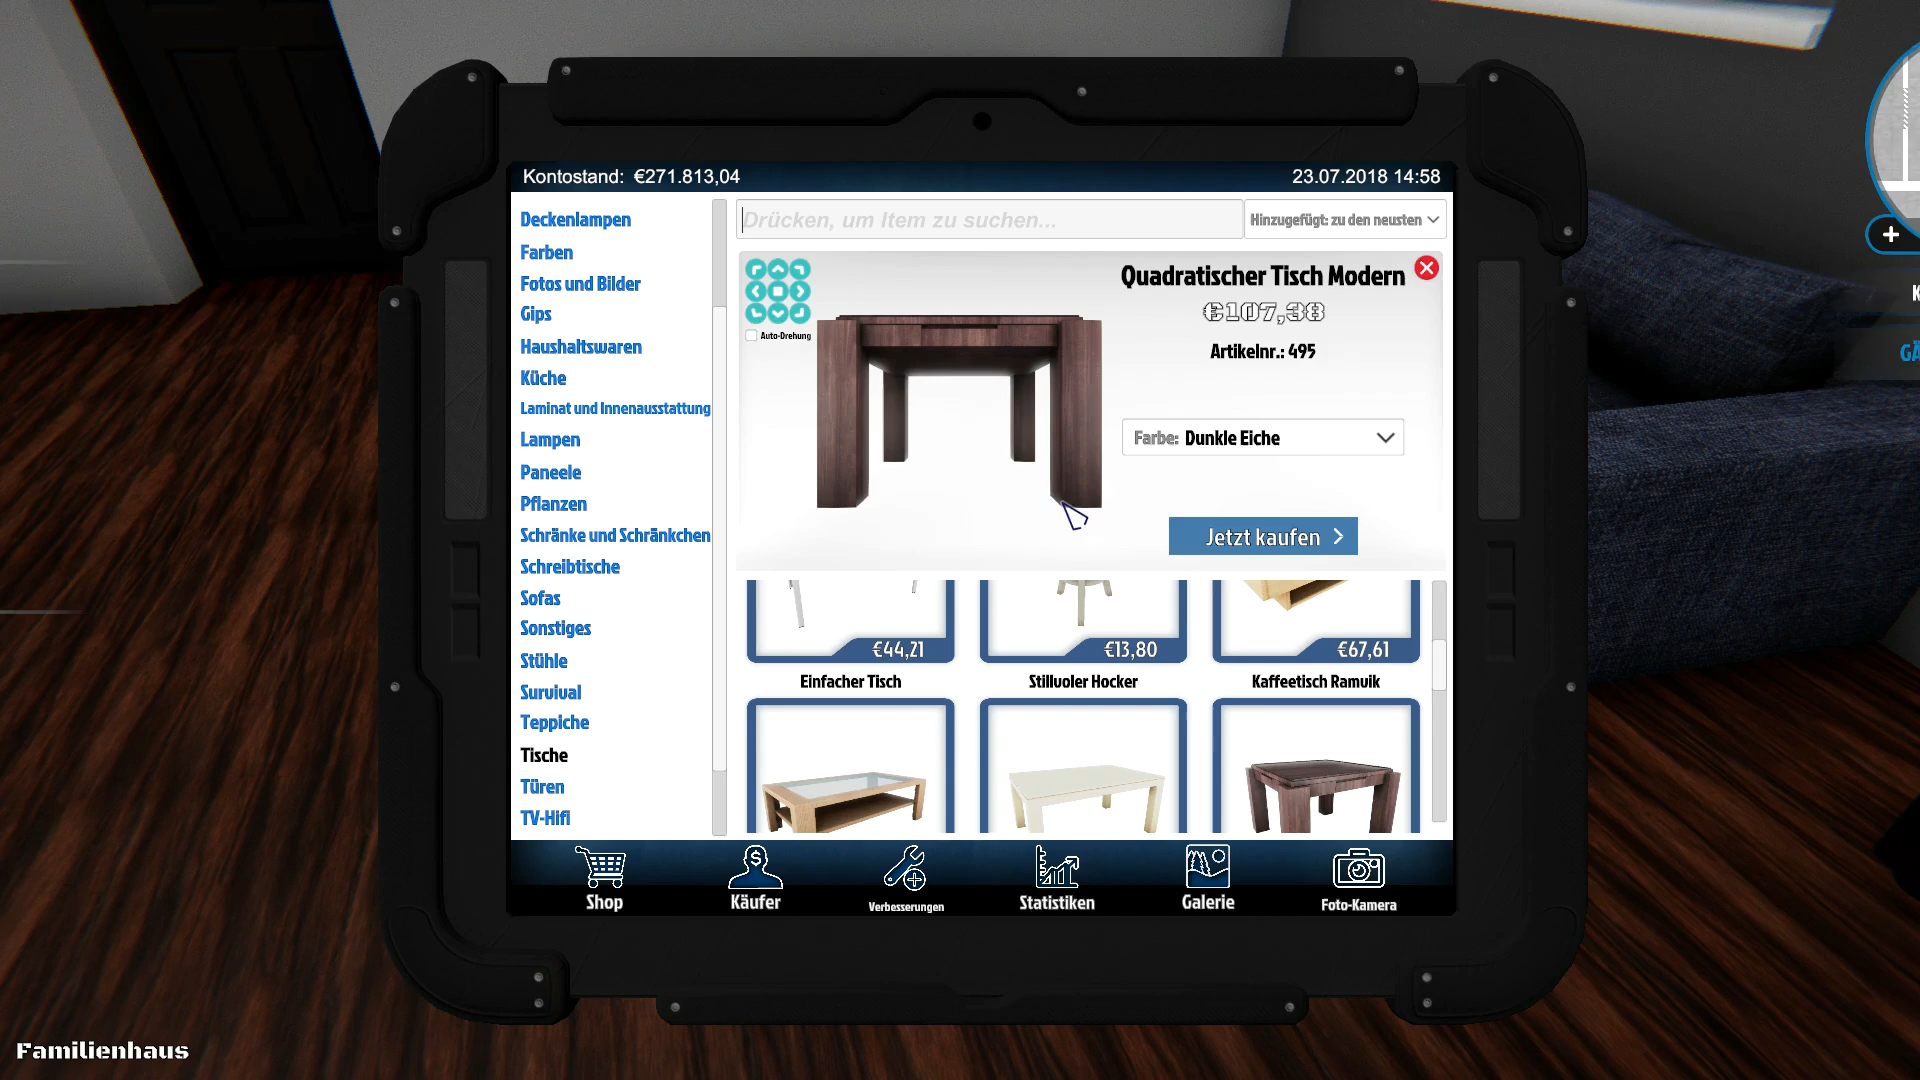 Kontostand: €271.813,04
23.07.2018 14:58
Deckenlampen
Farben
Fotos und Bilder
Gips
Haushaltswaren
Küche
Laminat und Innenausstattung
Lampen
Paneele
Pflanzen
Schränke und Schränkchen
Schreibtische
Sofas
Sonstiges
Stühle
Survival
Teppiche
Tische
Türen
TV-Hifi
Drücken, um Item zu suchen...
Hinzugefügt: zu den neusten
Auto-Drehung
Quadratischer Tisch Modern
€107,38
Artikelnr.: 495
Farbe: Dunkle Eiche
Jetzt kaufen
€44,21
€13,80
€67,61
Einfacher Tisch
Stillvoler Hocker
Kaffeetisch Ramvik
Shop
Käufer
Verbesserungen
Statistiken
Galerie
Foto-Kamera
Familienhaus